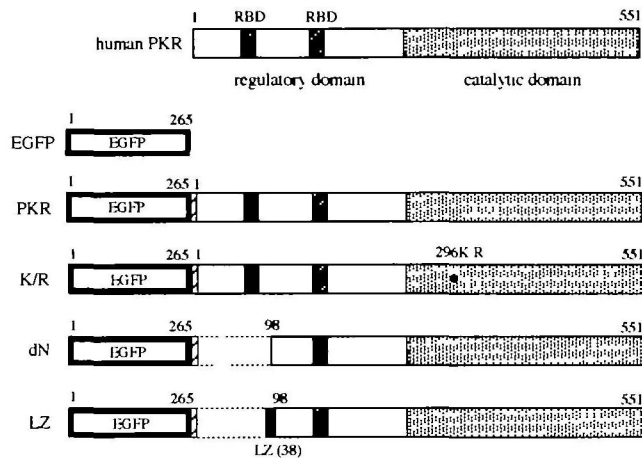 1 RBD RBD 551
human PKR
regulatory domain catalytic domain
1 265
EGFP EGFP
1 265 1 551
PKR EGFP
1 265 1 296K R 551
K/R EGFP
1 265 98 551
dN EGFP
1 265 98 551
LZ EGFP
LZ (38)